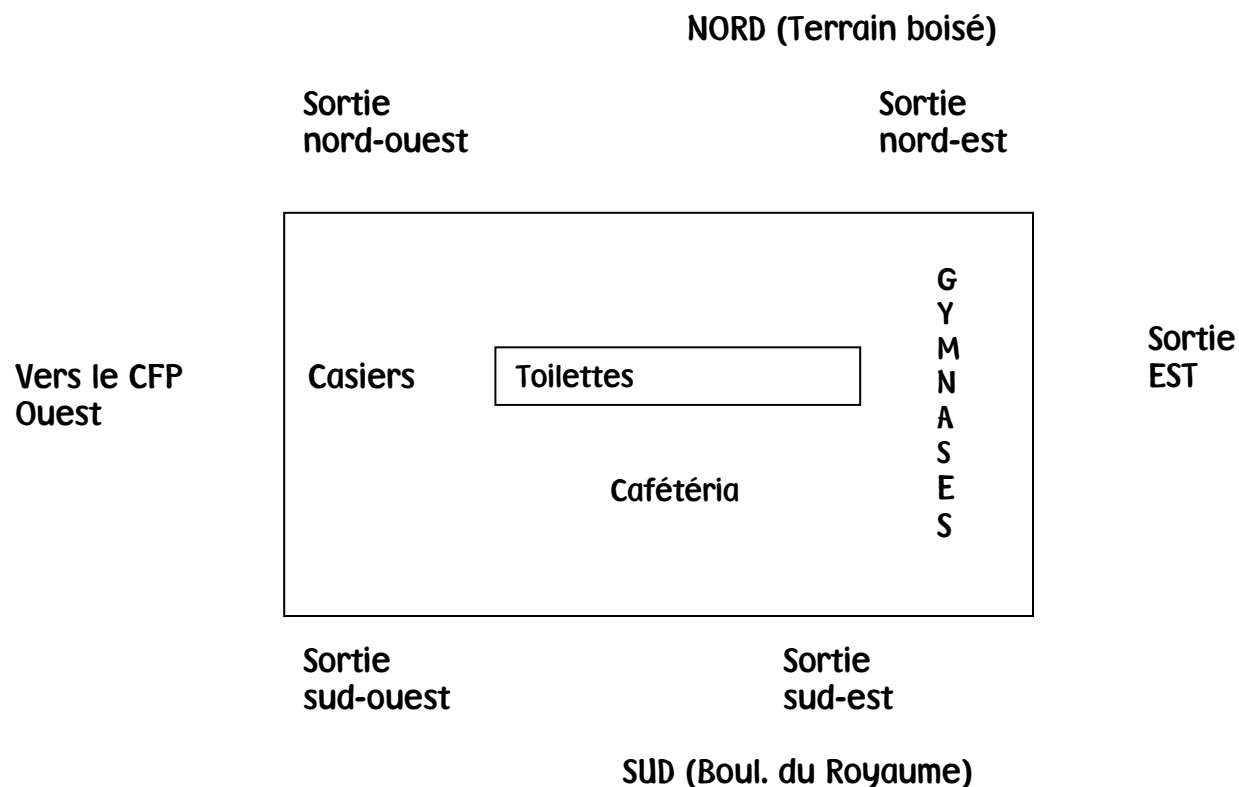 NORD (Terrain boisé)
Sortie
nord-ouest
Sortie
nord-est
G
Y
M
N
A
S
E
S
Sortie
EST
Vers le CFP
Ouest
Casiers
Toilettes
Cafétéria
Sortie
sud-ouest
Sortie
sud-est
SUD (Boul. du Royaume)